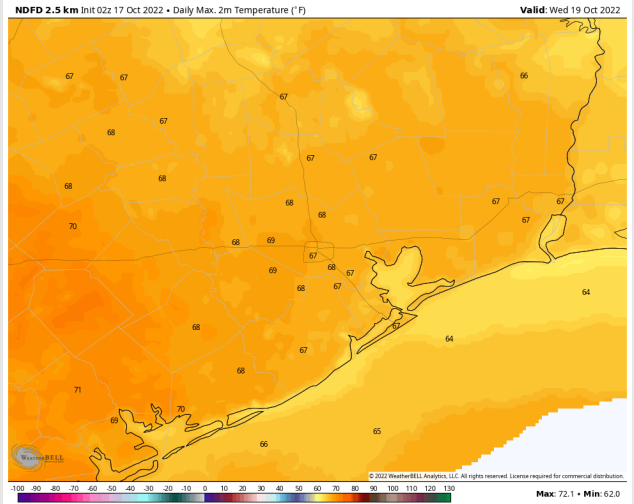 NDFD 2.5 km Init 02z 17 Oct 2022 • Daily Max. 2m Temperature (°F) Valid: Wed 19 Oct 2022
67 67 66
67
67
68
67 67
68 68
68 67 67
68
70 67
68 69
67
69 68 67
68 67 64
68 67
64
67
68
71
70
69
65
66
WEATHERBELL
© 2022 WeatherBELL Analytics, LLC. All rights reserved. License required for commercial distribution.
-100 -90 -80 -70 -60 -50 -40 -30 -20 -10 0 10 20 30 40 50 60 70 80 90 100 110 120 130
Max: 72.1 • Min: 62.0